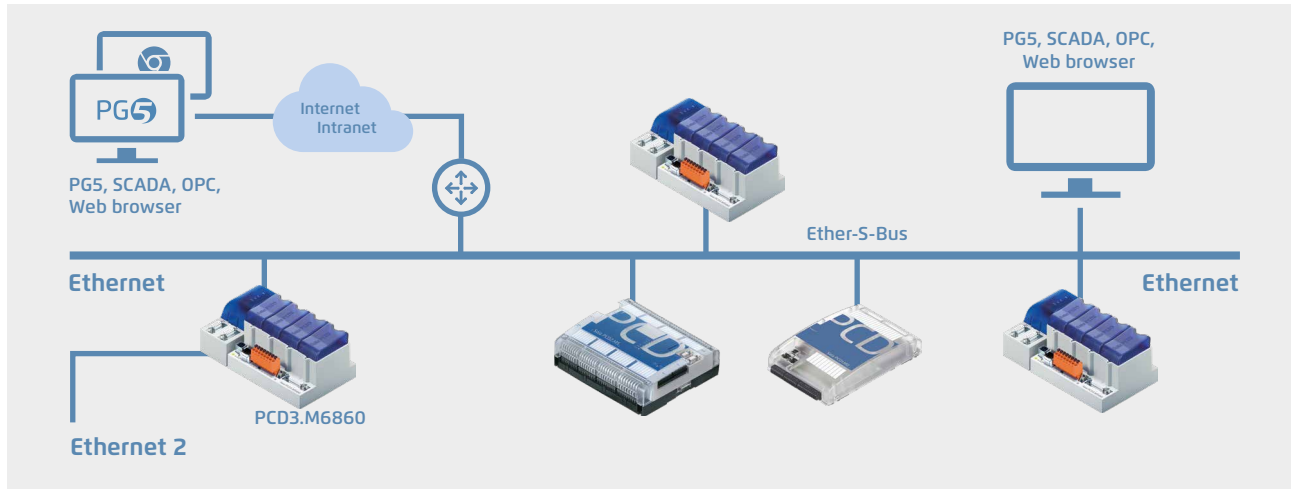 PG5
PG5, SCADA, OPC,
Web browser
Internet
Intranet
PG5, SCADA, OPC,
Web browser
Ether-S-Bus
Ethernet
Ethernet
PCD
PCD
PCD3.M6860
Ethernet 2